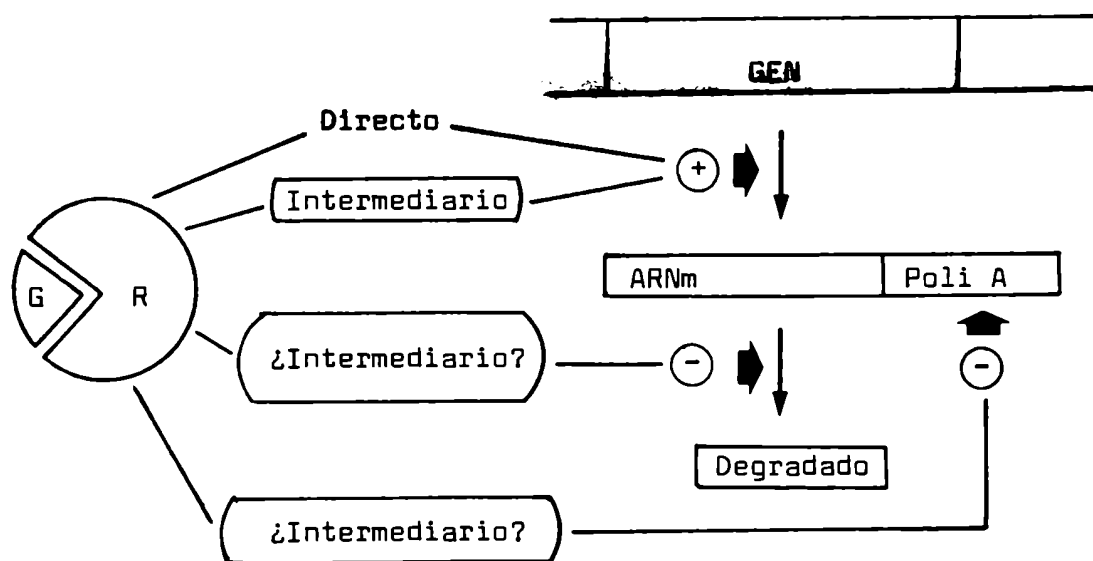 GEN
Directo
+
Intermediario
G
R
ARNm
Poli A
¿Intermediario?
-
-
Degradado
¿Intermediario?